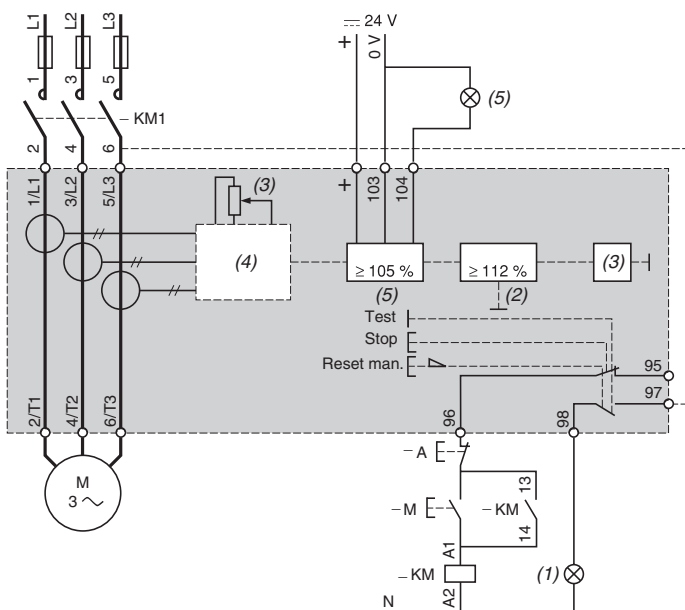 L1 L2 L3
24 V
+ 0 V
(5)
1 3 5
– KM1
2 4 6
1/L1 3/L2 5/L3
+ 103 104
(3)
(4)
≥ 105 %
≥ 112 %
(3)
(5)
(2)
Test
Stop
Reset man.
95
97
2/T1 4/T2 6/T3
96 98
– A
M
3
13
– M
– KM
14
A1
– KM
(1)
N
A2